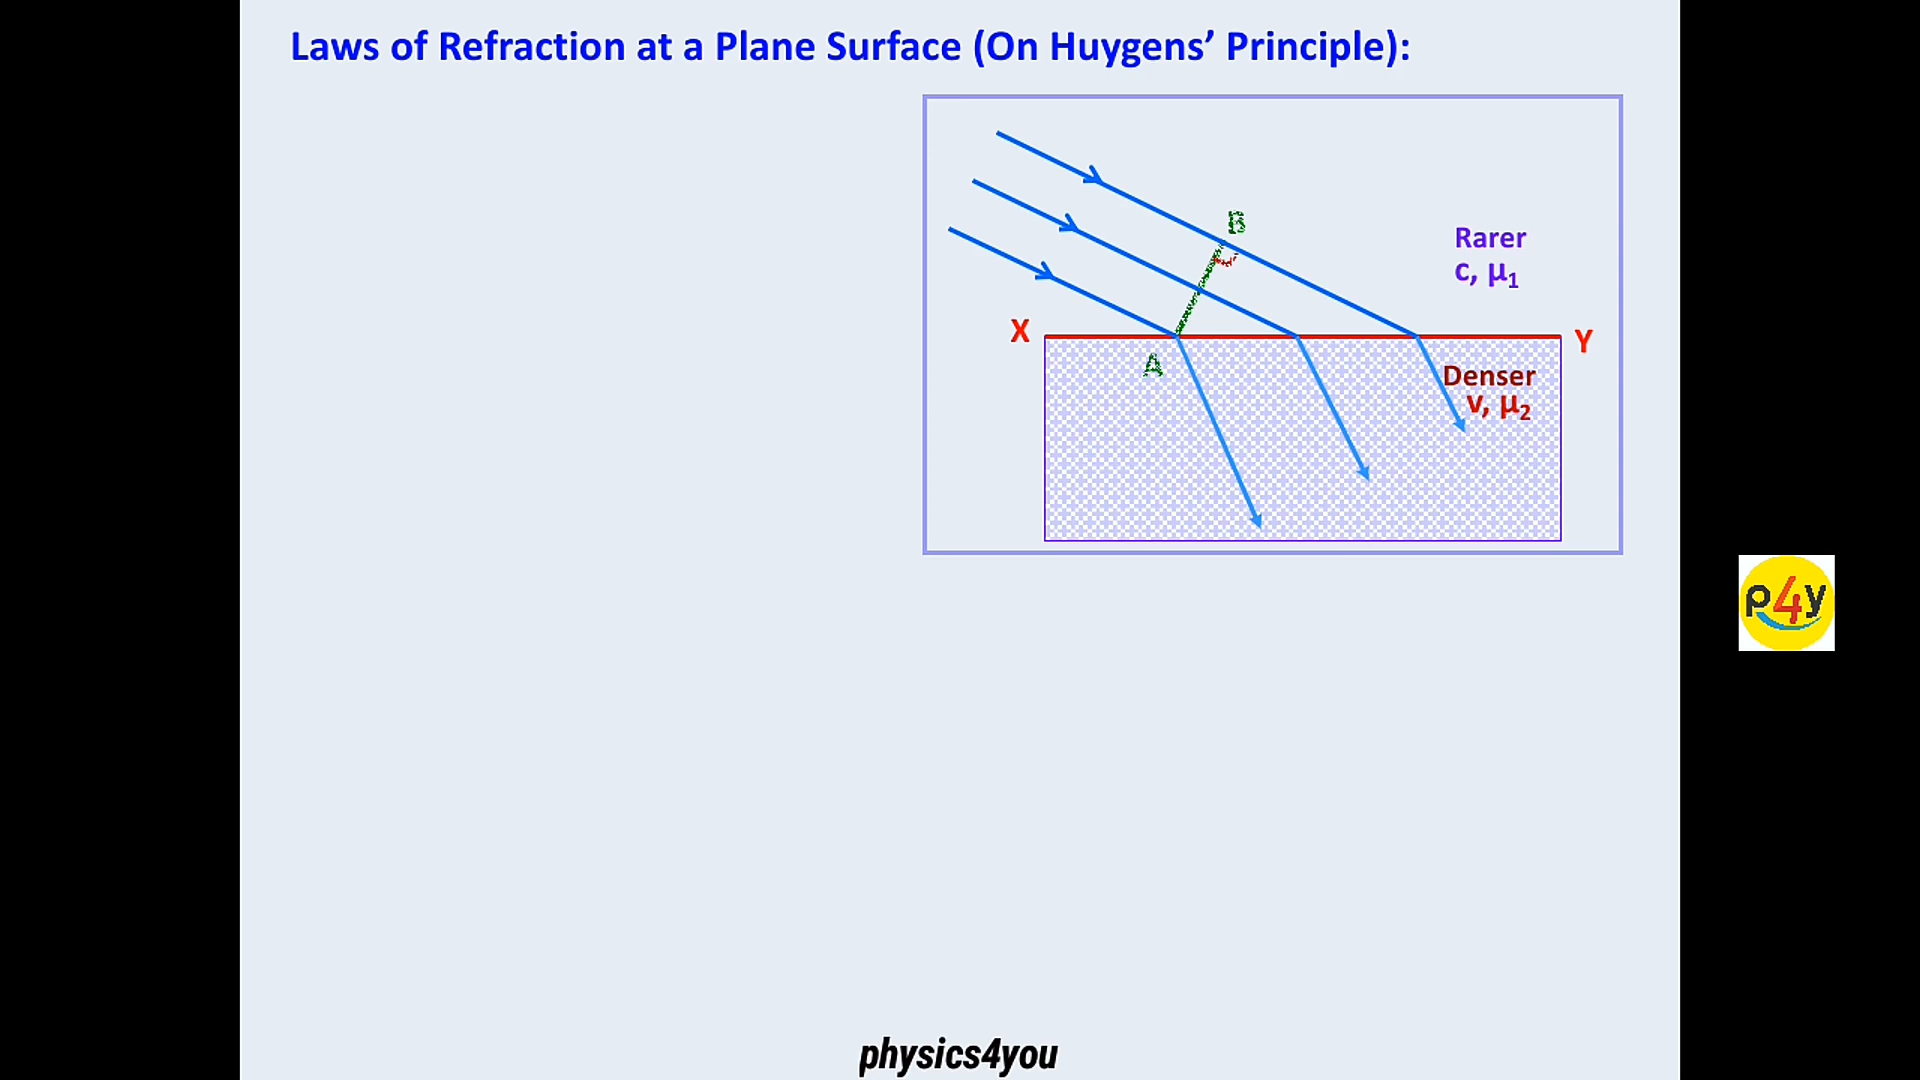 Laws of Refraction at a Plane Surface (On Huygens’ Principle):
B
Rarer
c, μ₁
X
Y
A
Denser
v, μ₂
p4y
physics4you